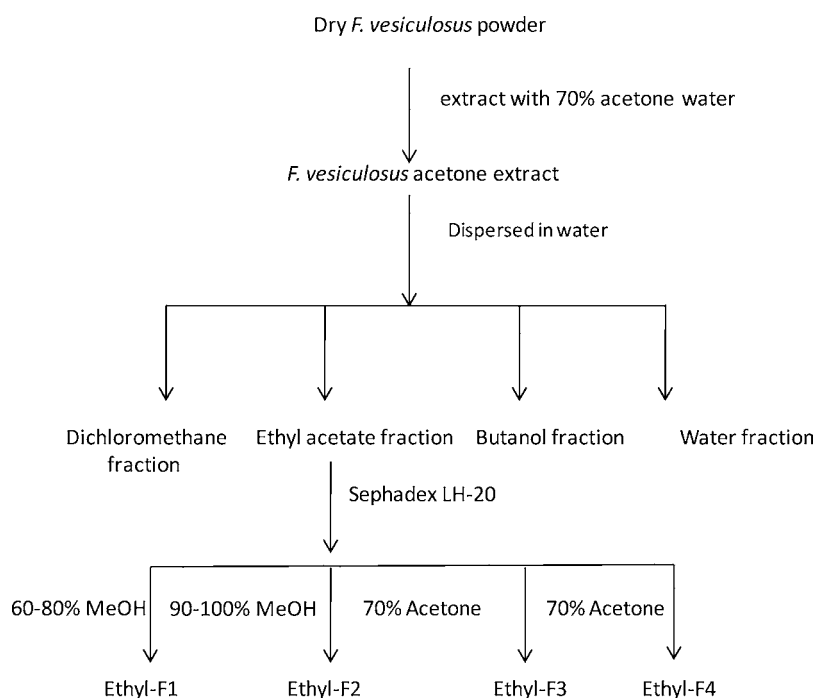 Dry F. vesiculosus powder
extract with 70% acetone water
F. vesiculosus acetone extract
Dispersed in water
Dichloromethane fraction
Ethyl acetate fraction
Butanol fraction
Water fraction
Sephadex LH-20
60-80% MeOH
90-100% MeOH
70% Acetone
70% Acetone
Ethyl-F1
Ethyl-F2
Ethyl-F3
Ethyl-F4